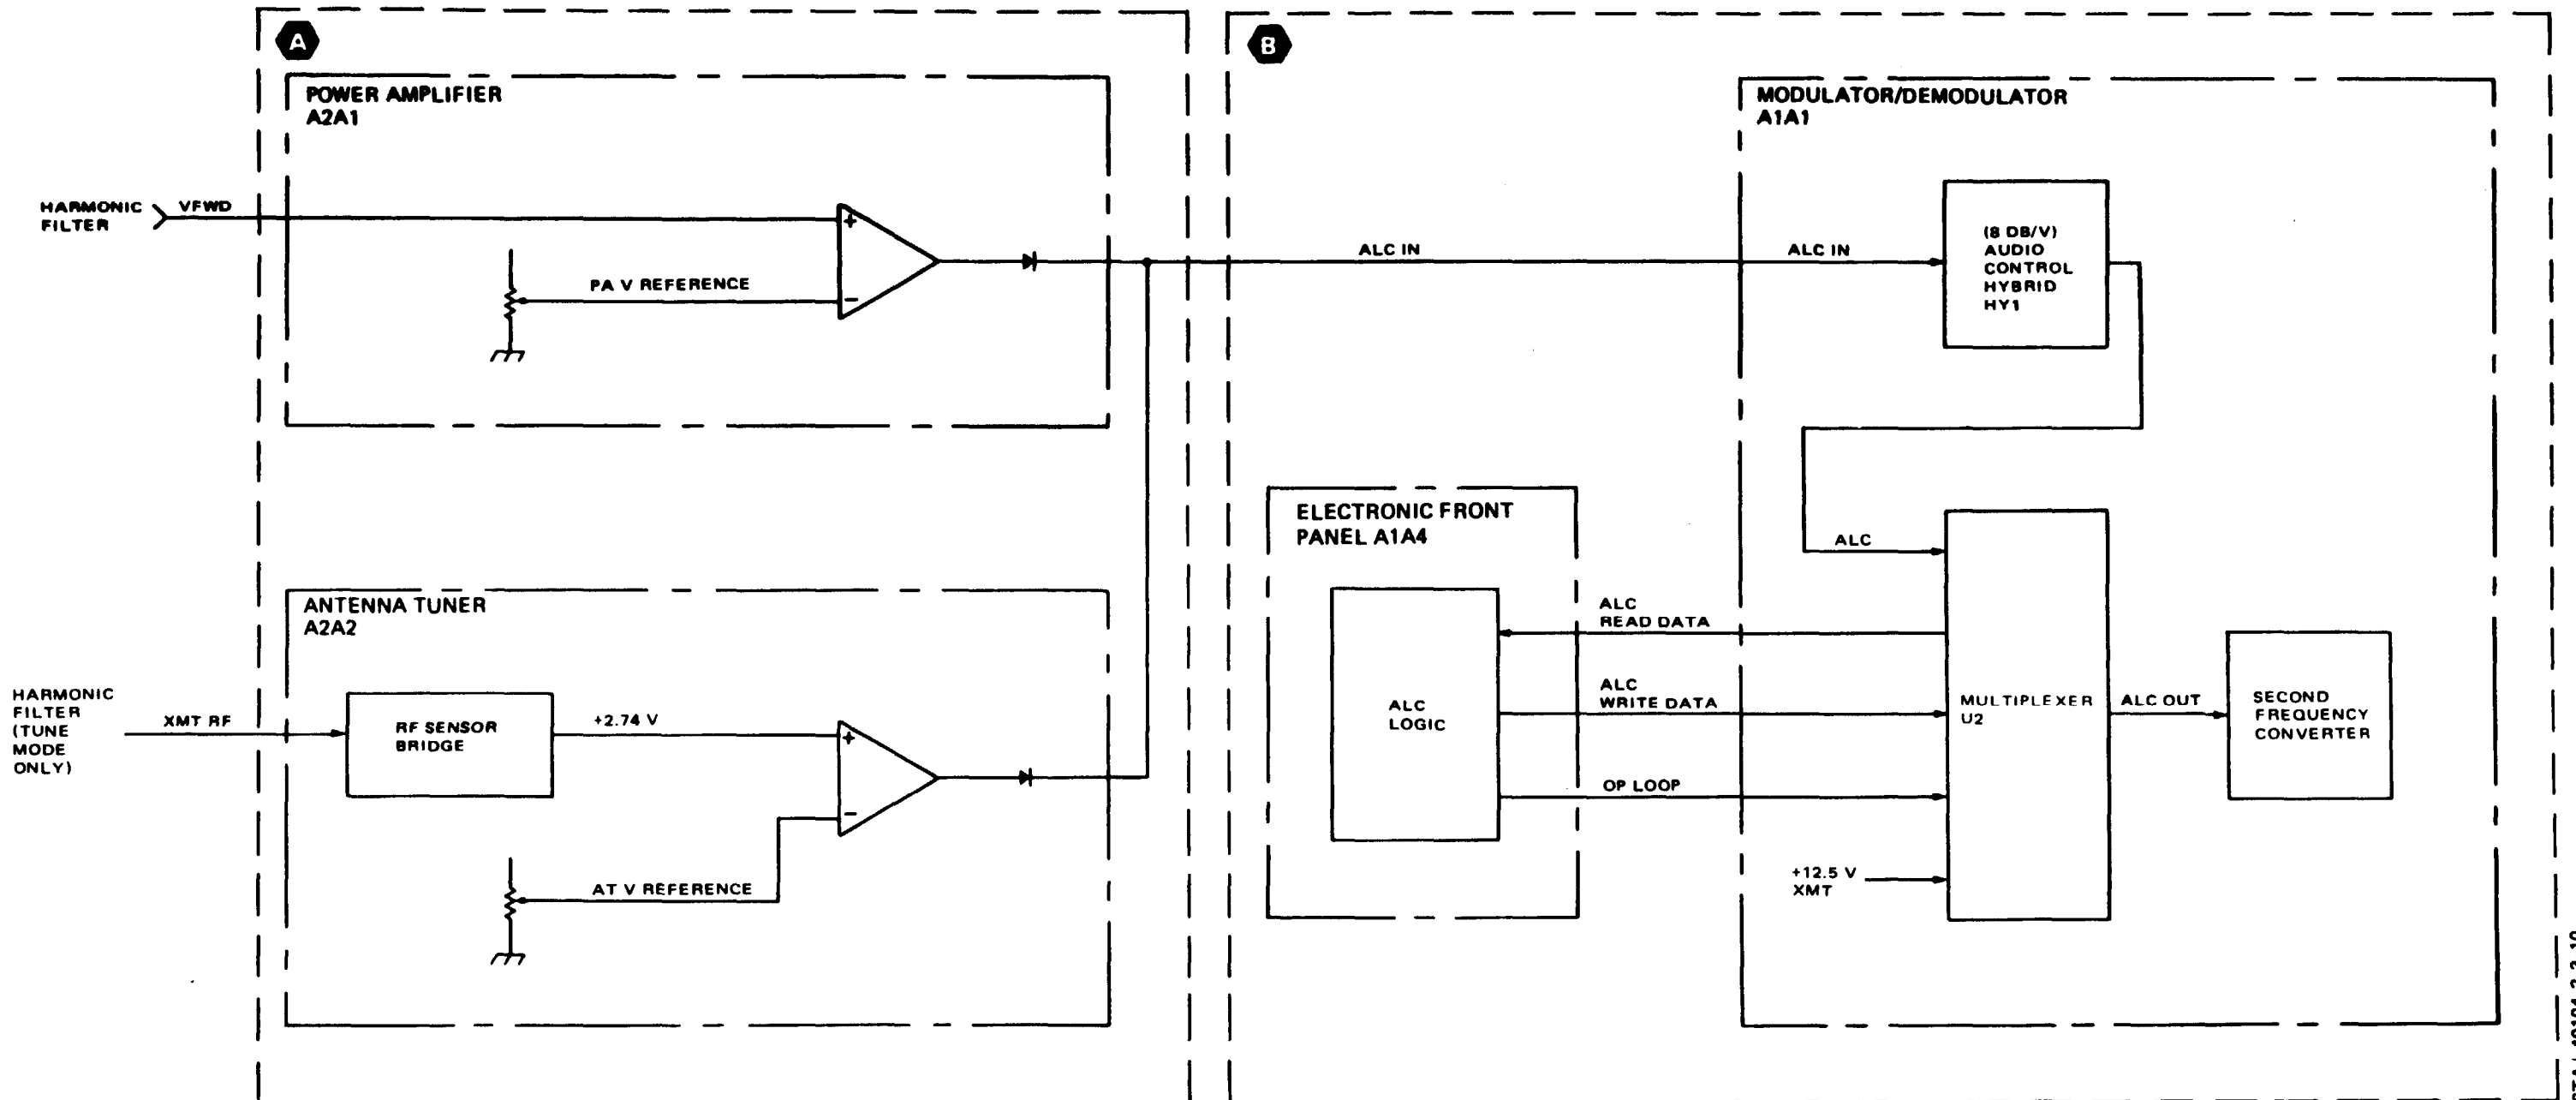 A
POWER AMPLIFIER
A2A1
HARMONIC
FILTER
VFWD
+
PA V REFERENCE
−
ANTENNA TUNER
A2A2
HARMONIC
FILTER
(TUNE
MODE
ONLY)
XMT RF
RF SENSOR
BRIDGE
+2.74 V
+
−
AT V REFERENCE
B
ALC IN
MODULATOR/DEMODULATOR
A1A1
ALC IN
(8 DB/V)
AUDIO
CONTROL
HYBRID
HY1
ELECTRONIC FRONT
PANEL A1A4
ALC
LOGIC
ALC
READ DATA
ALC
WRITE DATA
OP LOOP
ALC
+12.5 V
XMT
MULTIPLEXER
U2
ALC OUT
SECOND
FREQUENCY
CONVERTER